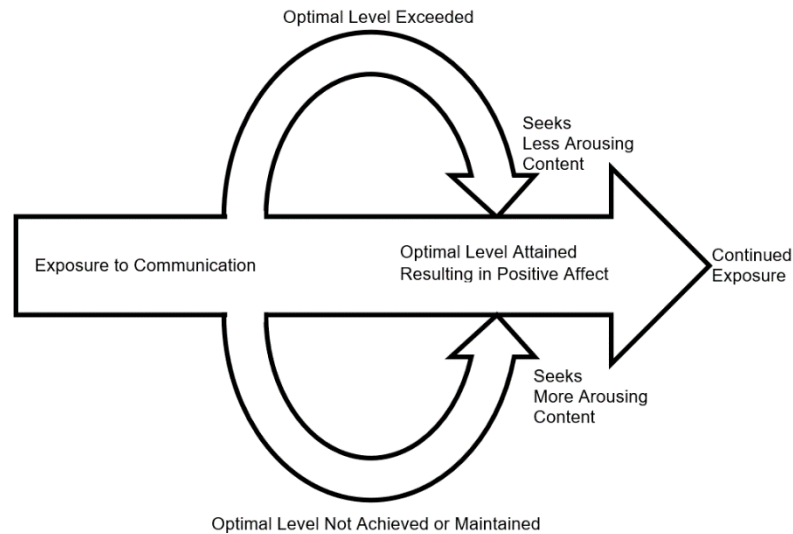 Optimal Level Exceeded
Seeks
Less Arousing
Content
Exposure to Communication
Optimal Level Attained
Resulting in Positive Affect
Continued
Exposure
Seeks
More Arousing
Content
Optimal Level Not Achieved or Maintained